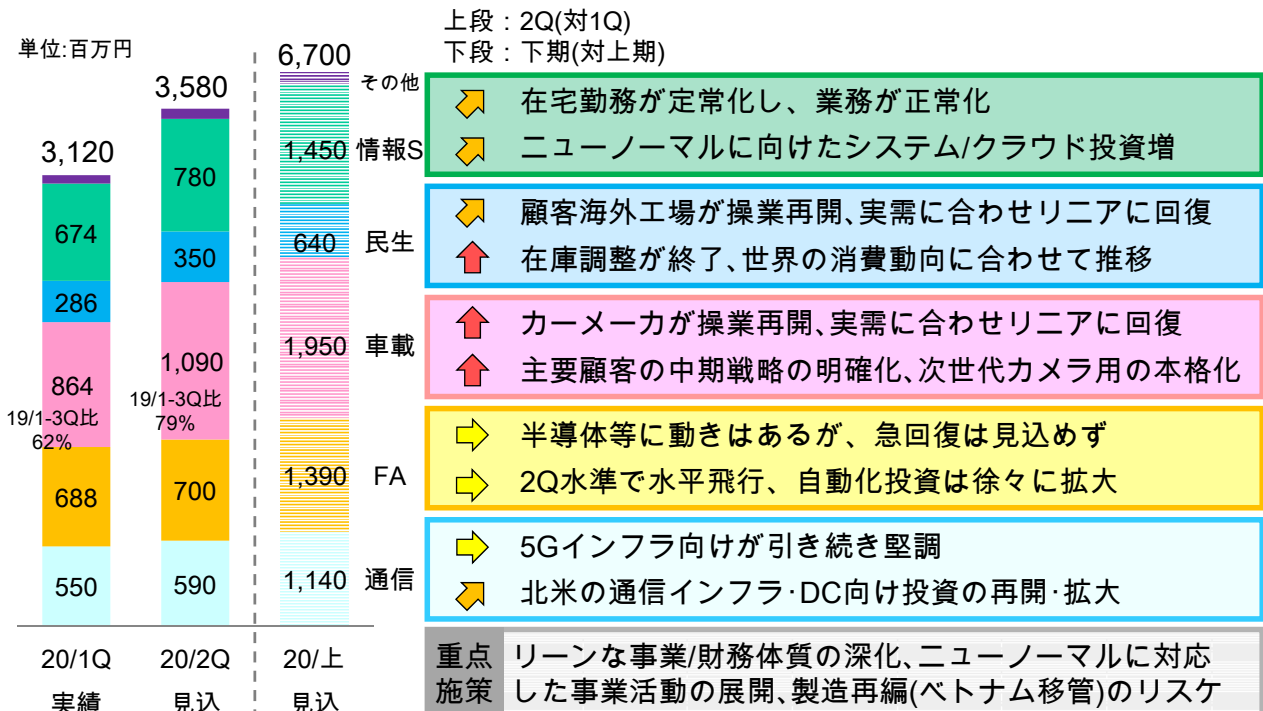 単位:百万円
上段：2Q(対1Q)
下段：下期(対上期)
3,120
674
286
864
19/1-3Q比
62%
688
550
20/1Q
実績
3,580
780
350
1,090
19/1-3Q比
79%
700
590
20/2Q
見込
6,700
1,450
640
1,950
1,390
1,140
20/上
見込
その他
情報S
在宅勤務が定常化し、業務が正常化
ニューノーマルに向けたシステム/クラウド投資増
民生
顧客海外工場が操業再開、実需に合わせリニアに回復
在庫調整が終了、世界の消費動向に合わせて推移
車載
カーメーカが操業再開、実需に合わせリニアに回復
主要顧客の中期戦略の明確化、次世代カメラ用の本格化
FA
半導体等に動きはあるが、急回復は見込めず
2Q水準で水平飛行、自動化投資は徐々に拡大
通信
5Gインフラ向けが引き続き堅調
北米の通信インフラ･DC向け投資の再開･拡大
重点
施策
リーンな事業/財務体質の深化、ニューノーマルに対応
した事業活動の展開、製造再編(ベトナム移管)のリスケ